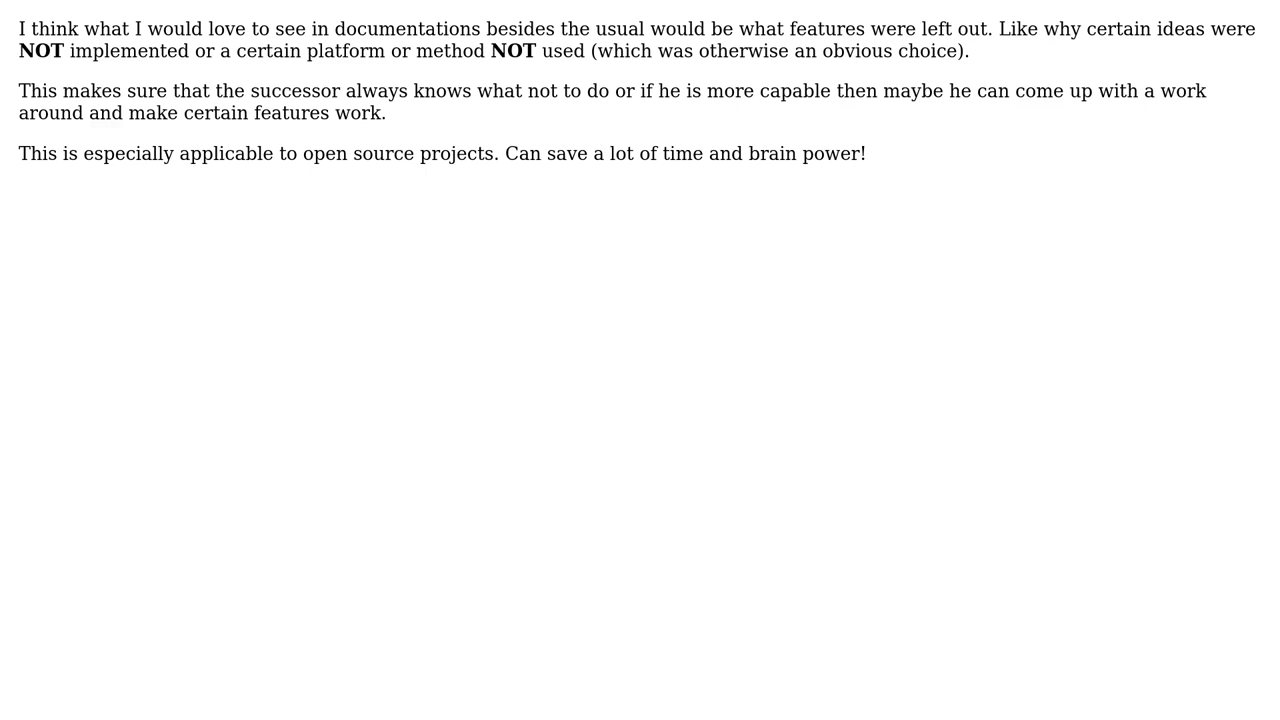 I think what I would love to see in documentations besides the usual would be what features were left out. Like why certain ideas were
NOT implemented or a certain platform or method NOT used (which was otherwise an obvious choice).
This makes sure that the successor always knows what not to do or if he is more capable then maybe he can come up with a work
around and make certain features work.
This is especially applicable to open source projects. Can save a lot of time and brain power!